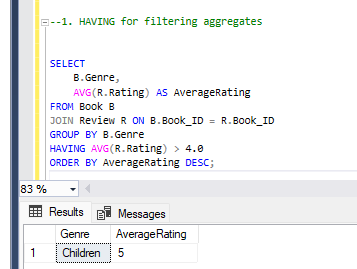 --1. HAVING for filtering aggregates
SELECT
B.Genre,
AVG(R.Rating) AS AverageRating
FROM Book B
JOIN Review R ON B.Book_ID = R.Book_ID
GROUP BY B.Genre
HAVING AVG(R.Rating) > 4.0
ORDER BY AverageRating DESC;
83 %
Results Messages
Genre AverageRating
1 Children 5